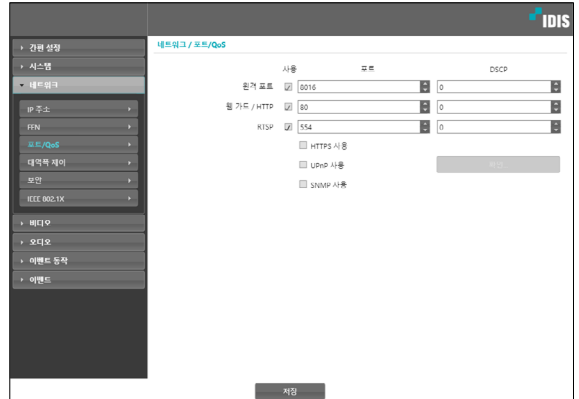 IDIS
간편 설정
시스템
네트워크
IP 주소
FEN
포트/QoS
대역폭 제어
보안
IEEE 802.1X
비디오
오디오
이벤트 동작
이벤트
네트워크 / 포트/QoS
사용 포트 DSCP
원격 포트 8016 0
웹 가드 / HTTP 80 0
RTSP 554 0
HTTPS 사용
UPnP 사용
SNMP 사용
저장